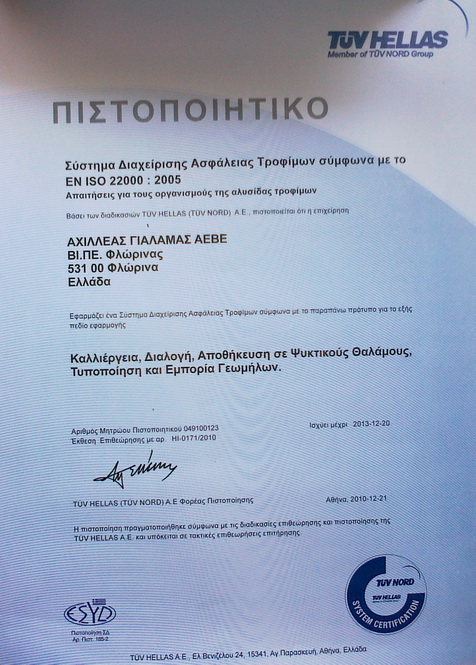 TÜV HELLAS
Member of TÜV NORD Group
ΠΙΣΤΟΠΟΙΗΤΙΚΟ
Σύστημα Διαχείρισης Ασφάλειας Τροφίμων σύμφωνα με το
EN ISO 22000 : 2005
Απαιτήσεις για τους οργανισμούς της αλυσίδας τροφίμων
Βάσει των διαδικασιών TÜV HELLAS (TÜV NORD) Α.Ε., πιστοποιείται ότι η επιχείρηση
ΑΧΙΛΛΕΑΣ ΓΙΑΛΑΜΑΣ ΑΕΒΕ
ΒΙ.ΠΕ. Φλώρινας
531 00 Φλώρινα
Ελλάδα
Εφαρμόζει ένα Σύστημα Διαχείρισης Ασφάλειας Τροφίμων σύμφωνα με το παραπάνω πρότυπο για το εξής
πεδίο εφαρμογής
Καλλιέργεια, Διαλογή, Αποθήκευση σε Ψυκτικούς Θαλάμους,
Τυποποίηση και Εμπορία Γεωμήλων.
Αριθμός Μητρώου Πιστοποιητικού 049100123
Ισχύει μέχρι 2013-12-20
Έκθεση Επιθεώρησης με αρ. HI-0171/2010
TÜV HELLAS (TÜV NORD) Α.Ε Φορέας Πιστοποίησης
Αθήνα, 2010-12-21
Η πιστοποίηση πραγματοποιήθηκε σύμφωνα με τις διαδικασίες επιθεώρησης και πιστοποίησης της
TÜV HELLAS Α.Ε. και υπόκειται σε τακτικές επιθεωρήσεις επιτήρησης.
TÜV NORD
TÜV HELLAS
SYSTEM CERTIFICATION
ΕΣΥΔ
Πιστοποίηση ΣΔ
Αρ. Πιστ. 185-2
TÜV HELLAS Α.Ε., Ελ.Βενιζέλου 24, 15341, Αγ.Παρασκευή, Αθήνα, Ελλάδα